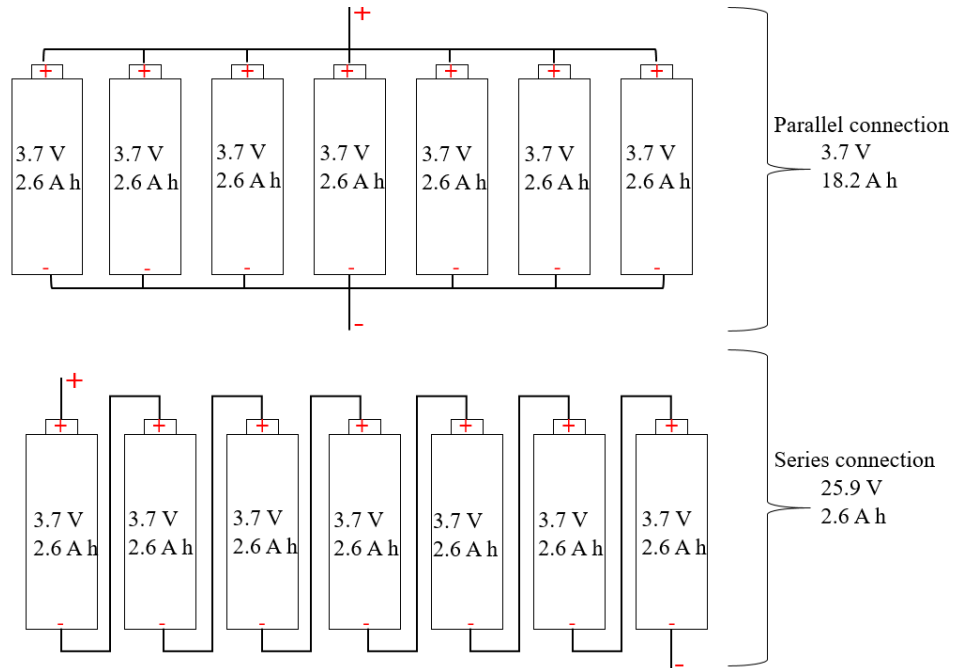 +
+ + + + + + +
3.7 V 3.7 V 3.7 V 3.7 V 3.7 V 3.7 V 3.7 V
2.6 A h 2.6 A h 2.6 A h 2.6 A h 2.6 A h 2.6 A h 2.6 A h
- - - - - - -
-
Parallel connection
3.7 V
18.2 A h
+
+ + + + + + +
3.7 V 3.7 V 3.7 V 3.7 V 3.7 V 3.7 V 3.7 V
2.6 A h 2.6 A h 2.6 A h 2.6 A h 2.6 A h 2.6 A h 2.6 A h
- - - - - - -
-
Series connection
25.9 V
2.6 A h